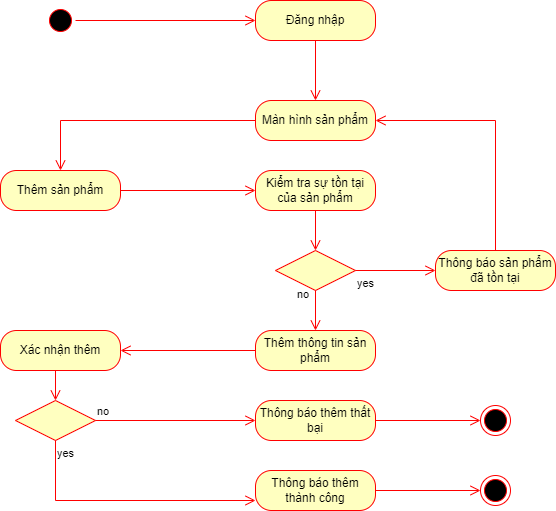 Đăng nhập
Màn hình sản phẩm
Thêm sản phẩm
Kiểm tra sự tồn tại
của sản phẩm
Thông báo sản phẩm
đã tồn tại
yes
no
Thêm thông tin sản
phẩm
Xác nhận thêm
no
Thông báo thêm thất
bại
yes
Thông báo thêm
thành công